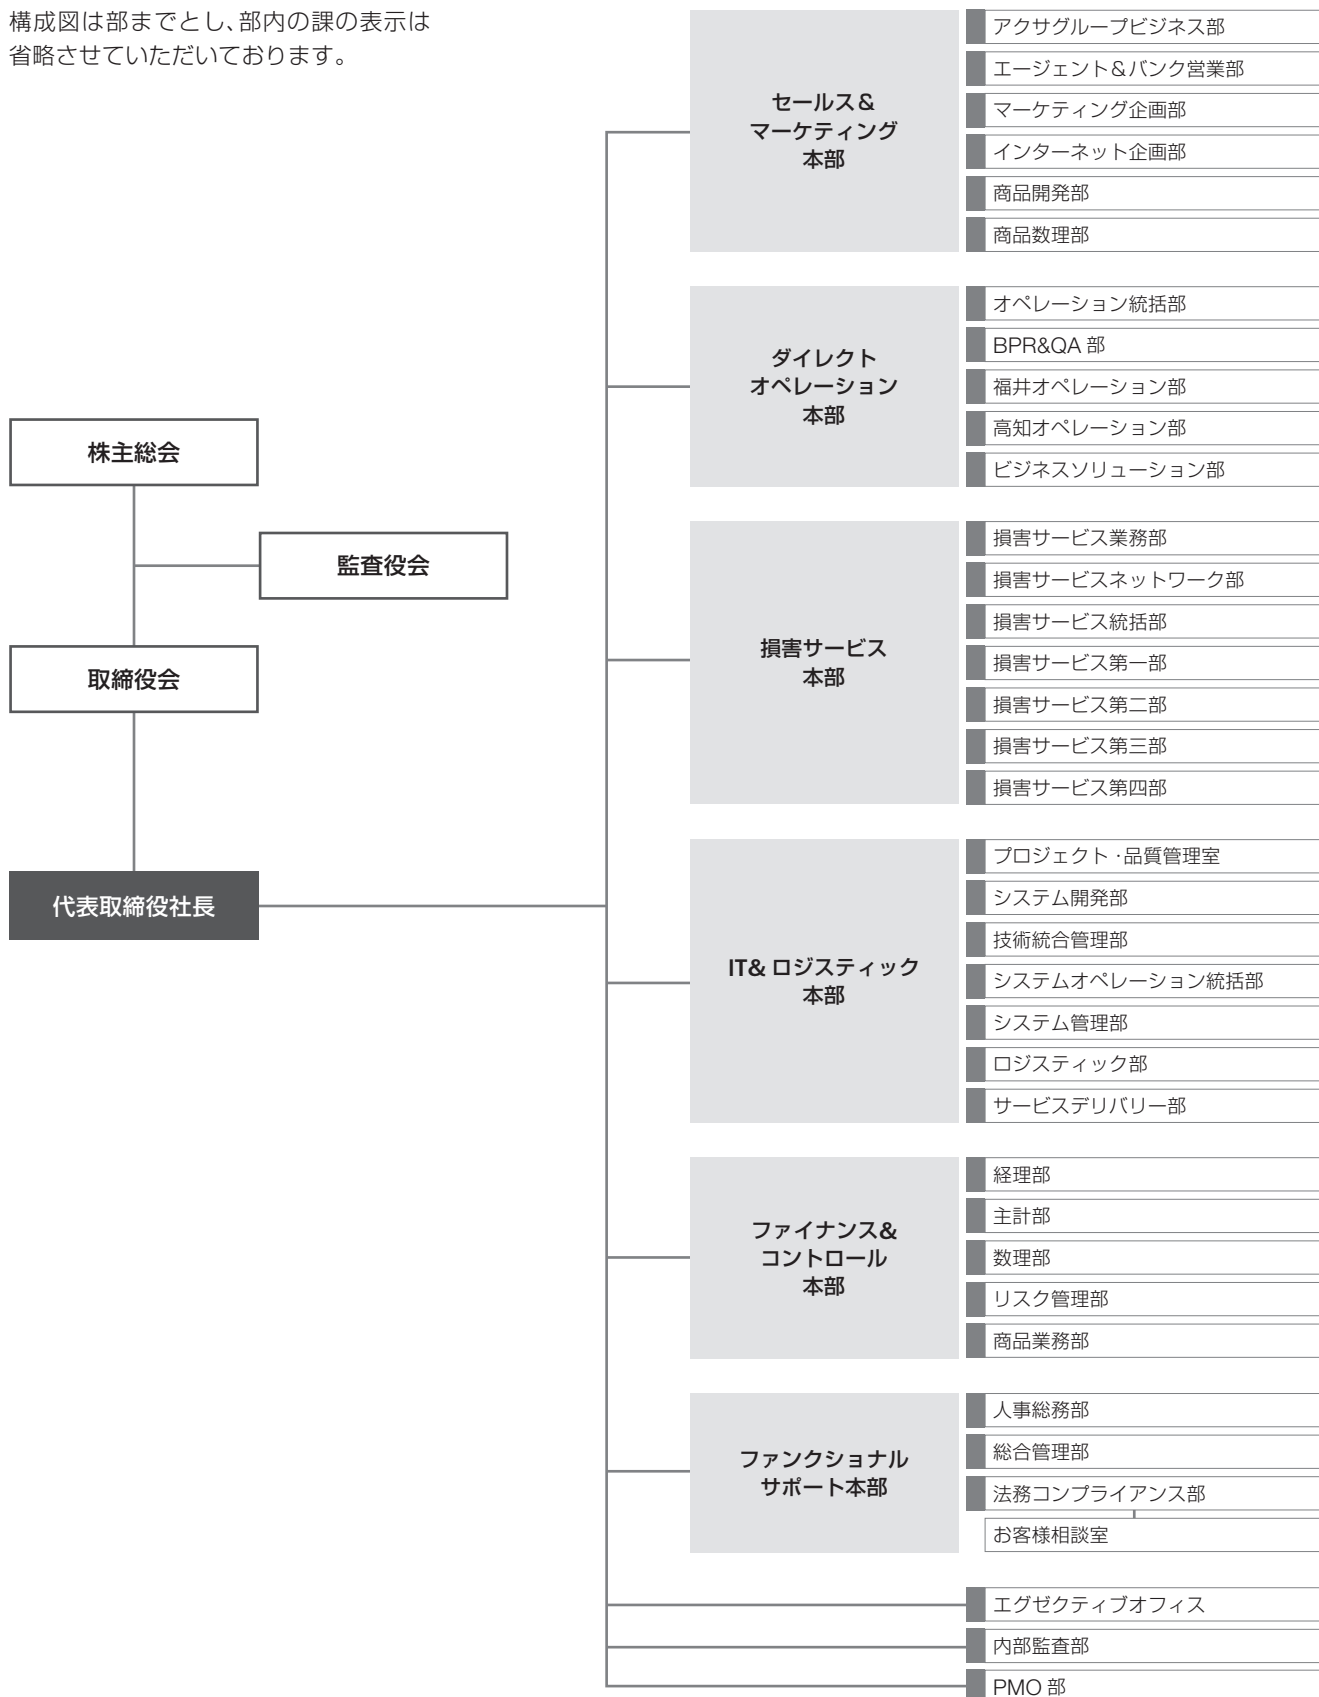 構成図は部までとし、部内の課の表示は
省略させていただいております。
株主総会
監査役会
取締役会
代表取締役社長
セールス&
マーケティング
本部
アクサグループビジネス部
エージェント&バンク営業部
マーケティング企画部
インターネット企画部
商品開発部
商品数理部
ダイレクト
オペレーション
本部
オペレーション統括部
BPR&QA 部
福井オペレーション部
高知オペレーション部
ビジネスソリューション部
損害サービス
本部
損害サービス業務部
損害サービスネットワーク部
損害サービス統括部
損害サービス第一部
損害サービス第二部
損害サービス第三部
損害サービス第四部
IT& ロジスティック
本部
プロジェクト・品質管理室
システム開発部
技術統合管理部
システムオペレーション統括部
システム管理部
ロジスティック部
サービスデリバリー部
ファイナンス&
コントロール
本部
経理部
主計部
数理部
リスク管理部
商品業務部
ファンクショナル
サポート本部
人事総務部
総合管理部
法務コンプライアンス部
お客様相談室
エグゼクティブオフィス
内部監査部
PMO 部